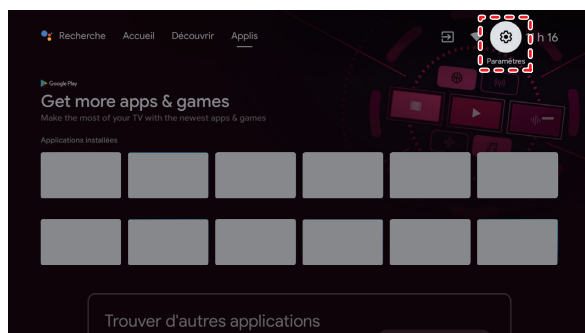 Recherche Accueil Découvrir Applis h 16
Paramètres
Google Play
Get more apps & games
Make the most of your TV with the newest apps & games
Applications installées
Trouver d'autres applications